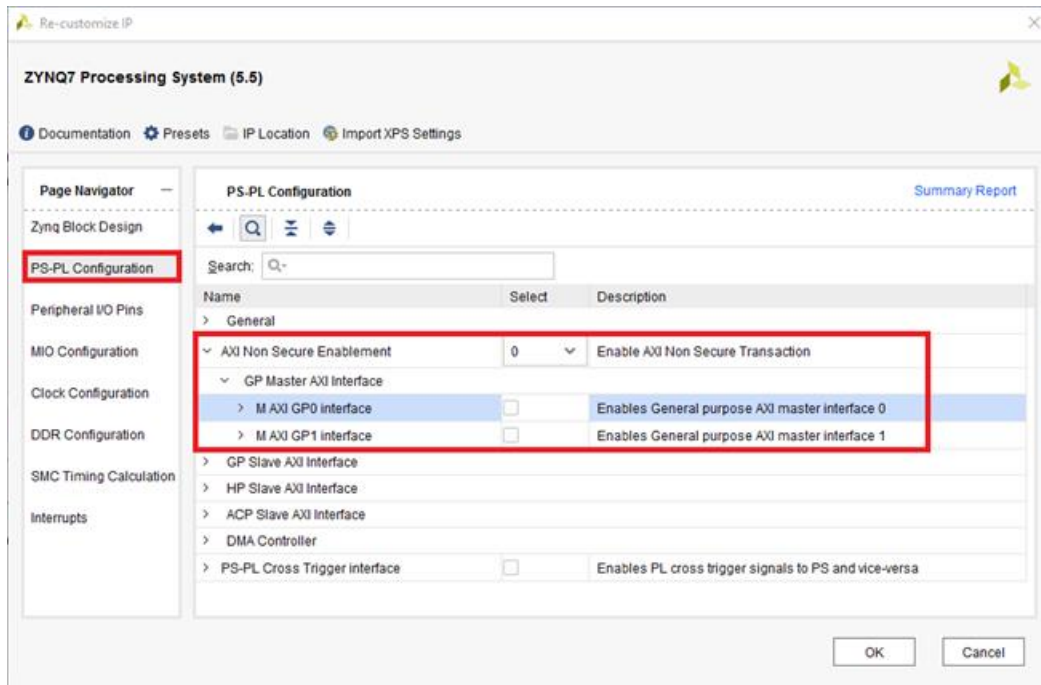 Re-customize IP
ZYNQ7 Processing System (5.5)
Documentation Presets IP Location Import XPS Settings
Page Navigator
Zynq Block Design
PS-PL Configuration
Peripheral I/O Pins
MIO Configuration
Clock Configuration
DDR Configuration
SMC Timing Calculation
Interrupts
PS-PL Configuration Summary Report
Search:
Name Select Description
General
AXI Non Secure Enablement 0 Enable AXI Non Secure Transaction
GP Master AXI Interface
M AXI GP0 interface Enables General purpose AXI master interface 0
M AXI GP1 interface Enables General purpose AXI master interface 1
GP Slave AXI Interface
HP Slave AXI Interface
ACP Slave AXI Interface
DMA Controller
PS-PL Cross Trigger interface Enables PL cross trigger signals to PS and vice-versa
OK Cancel